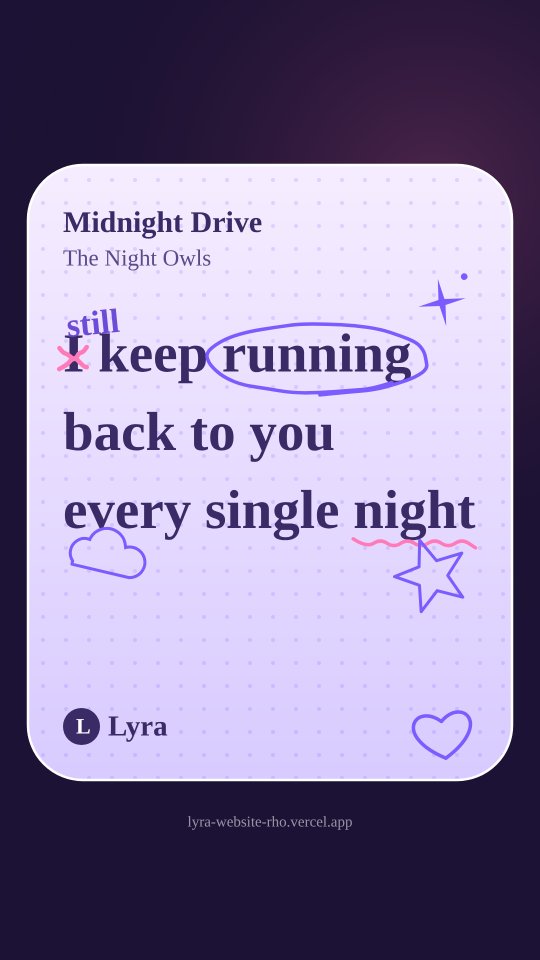 Midnight Drive
The Night Owls
still
I keep running
back to you
every single night
L Lyra
lyra-website-rho.vercel.app